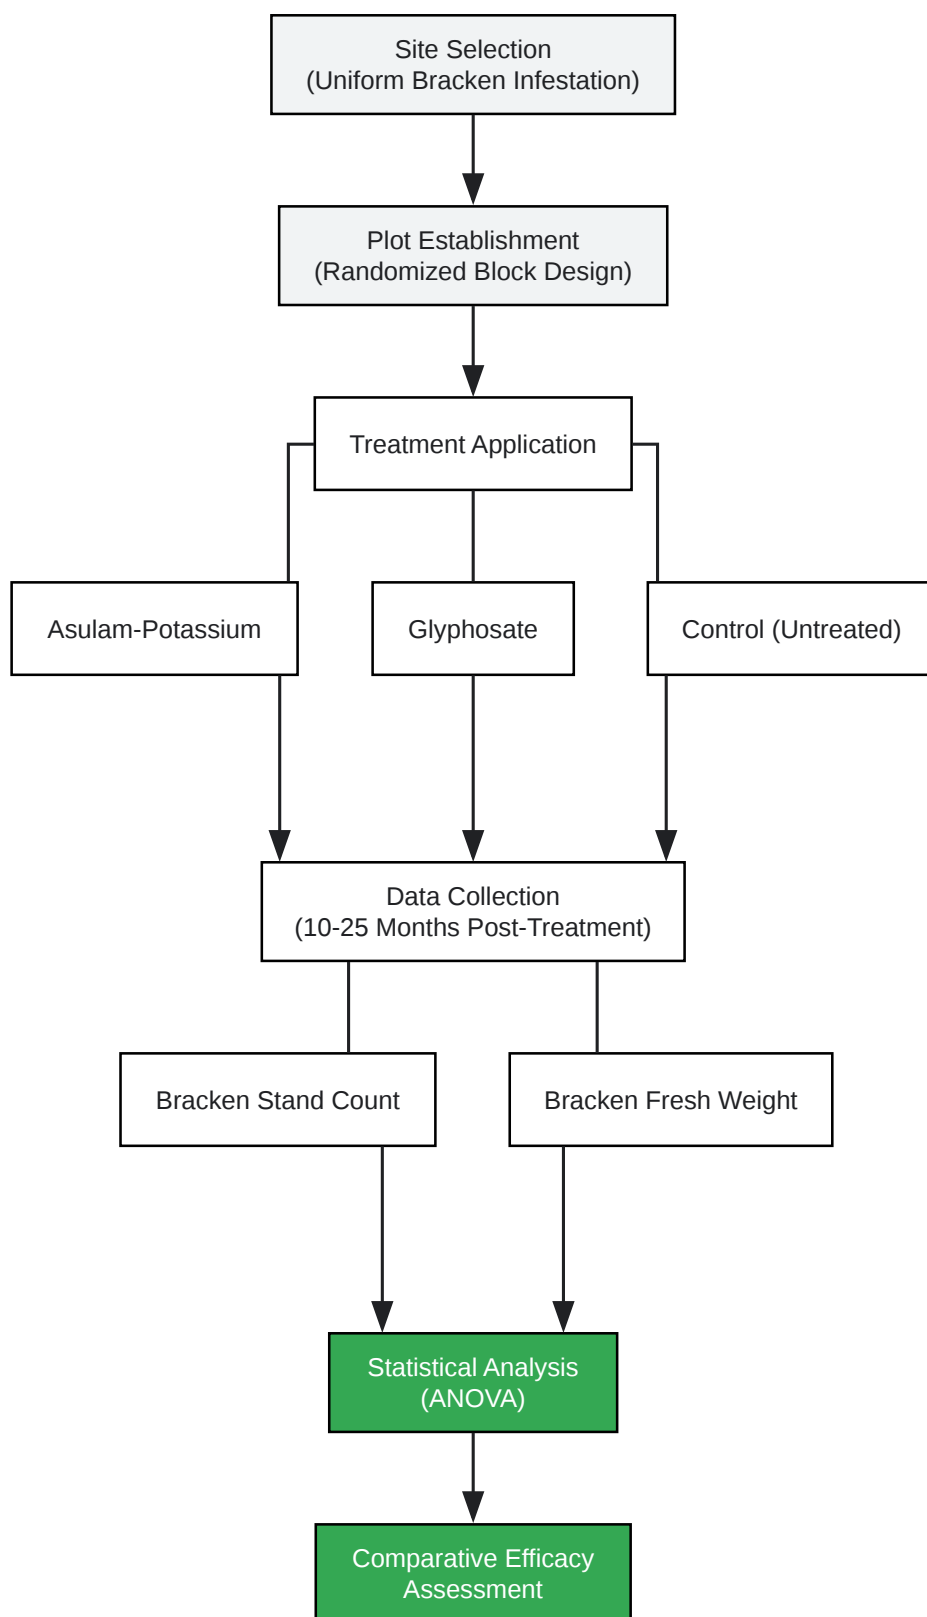 Site Selection
(Uniform Bracken Infestation)
Plot Establishment
(Randomized Block Design)
Treatment Application
Asulam-Potassium
Glyphosate
Control (Untreated)
Data Collection
(10-25 Months Post-Treatment)
Bracken Stand Count
Bracken Fresh Weight
Statistical Analysis
(ANOVA)
Comparative Efficacy
Assessment